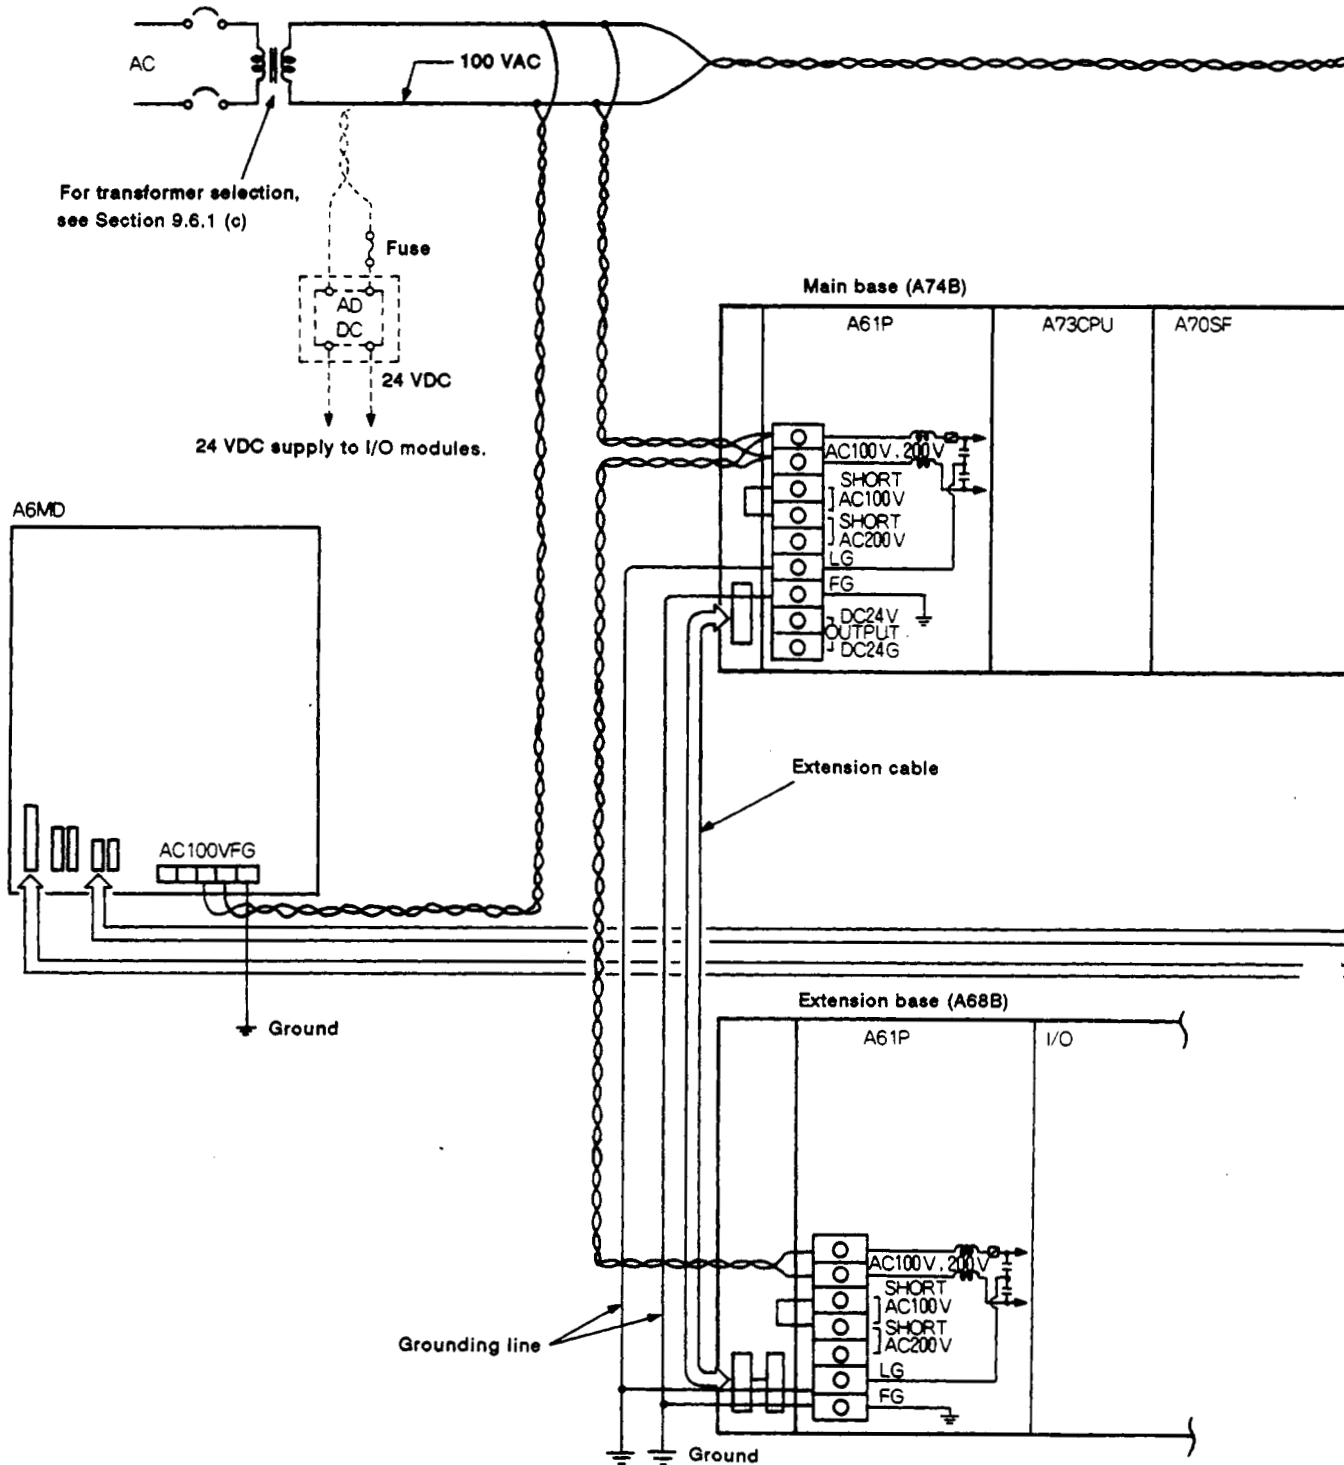 AC
100 VAC
For transformer selection,
see Section 9.6.1 (c)
Fuse
AD
DC
24 VDC
24 VDC supply to I/O modules.
Main base (A74B)
A61P
A73CPU
A70SF
AC100V, 200V
SHORT
AC100V
SHORT
AC200V
LG
FG
DC24V
OUTPUT
DC24G
A6MD
AC100VFG
Ground
Extension cable
Extension base (A68B)
A61P
I/O
AC100V, 200V
SHORT
AC100V
SHORT
AC200V
LG
FG
Grounding line
Ground